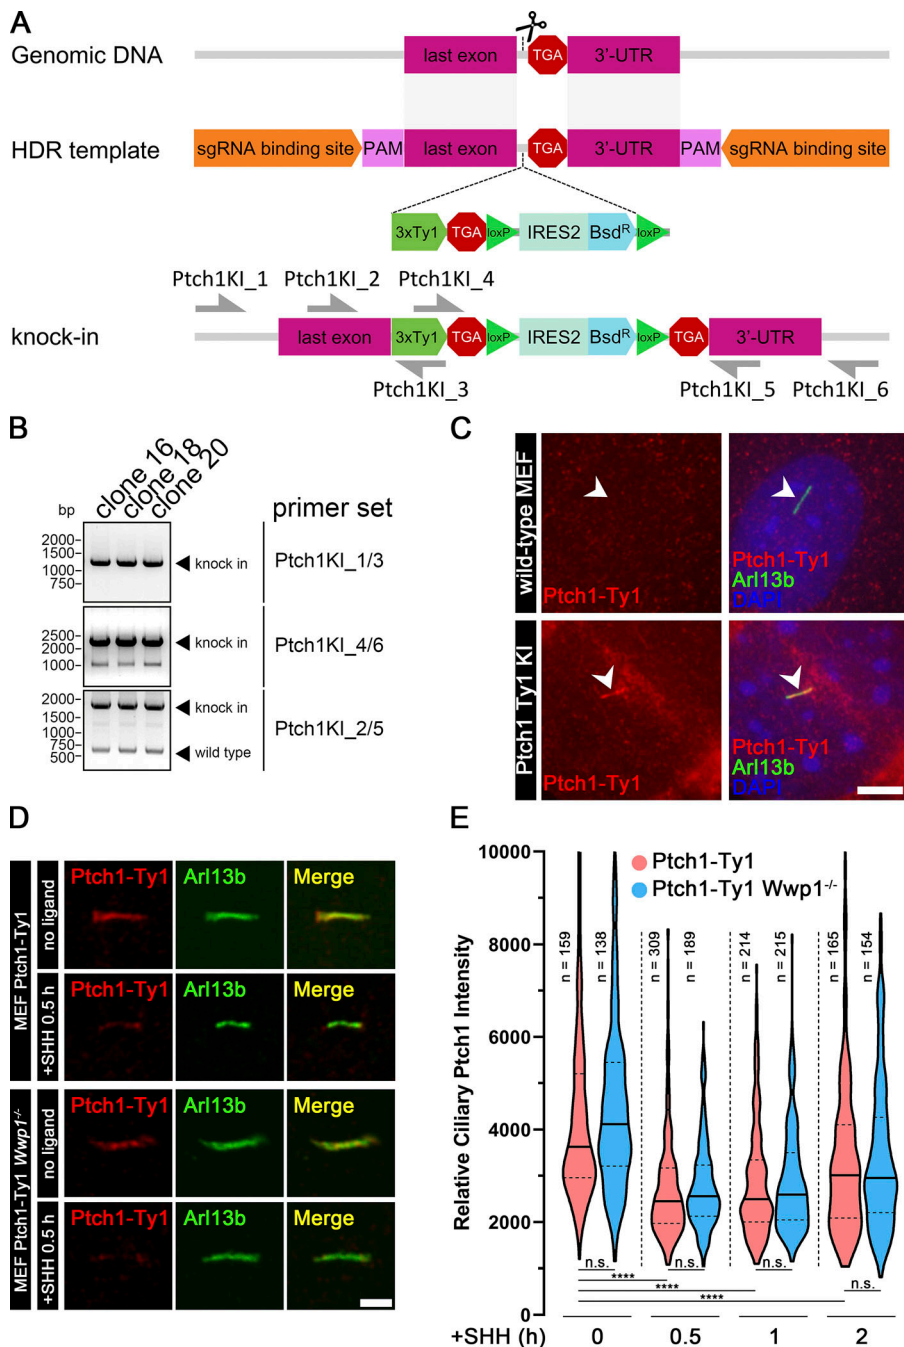 A
Genomic DNA
last exon
TGA
3'-UTR
HDR template
sgRNA binding site
PAM
last exon
TGA
3'-UTR
PAM
sgRNA binding site
3xTy1
TGA
loxP
IRES2
BsdR
loxP
Ptch1KI_1
Ptch1KI_2
Ptch1KI_4
knock-in
last exon
3xTy1
TGA
loxP
IRES2
BsdR
loxP
TGA
3'-UTR
Ptch1KI_3
Ptch1KI_5
Ptch1KI_6
B
clone 16
clone 18
clone 20
bp
primer set
2000
1500
1000
750
knock in
Ptch1KI_1/3
2500
2000
1000
knock in
Ptch1KI_4/6
2000
1500
750
500
knock in
wild type
Ptch1KI_2/5
C
wild-type MEF
Ptch1-Ty1
Ptch1-Ty1
Arl13b
DAPI
Ptch1 Ty1 KI
Ptch1-Ty1
Ptch1-Ty1
Arl13b
DAPI
D
MEF Ptch1-Ty1
no ligand
Ptch1-Ty1
Arl13b
Merge
+SHH 0.5 h
Ptch1-Ty1
Arl13b
Merge
MEF Ptch1-Ty1 Wwp1-/-
no ligand
Ptch1-Ty1
Arl13b
Merge
+SHH 0.5 h
Ptch1-Ty1
Arl13b
Merge
E
Relative Ciliary Ptch1 Intensity
10000
8000
6000
4000
2000
0
Ptch1-Ty1
Ptch1-Ty1 Wwp1-/-
n = 159
n = 138
n = 309
n = 189
n = 214
n = 215
n = 165
n = 154
n.s.
n.s.
n.s.
n.s.
****
****
****
+SHH (h)
0
0.5
1
2